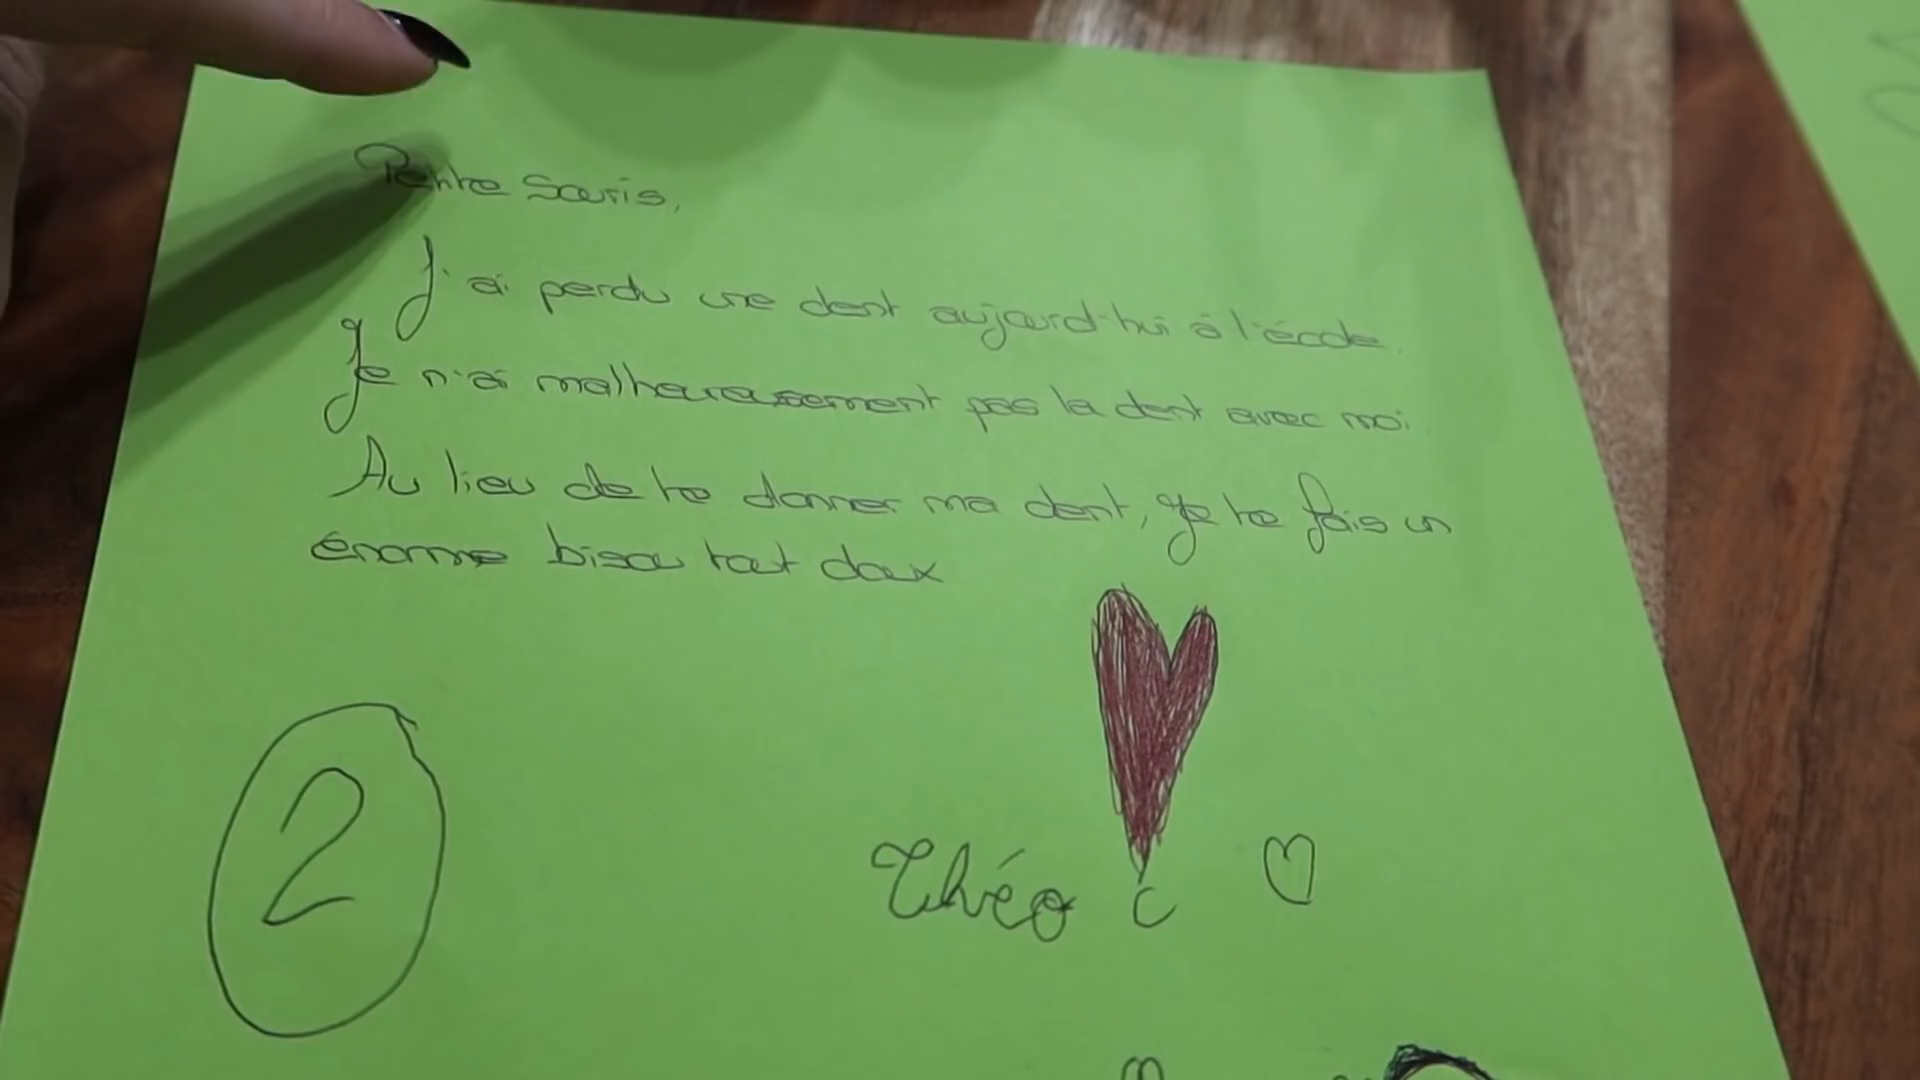 Petite Souris,
J'ai perdu une dent aujourd'hui à l'école.
Je n'ai malheureusement pas la dent avec moi.
Au lieu de te donner ma dent, je te fais un
énorme bisou tout doux
Théo C
2